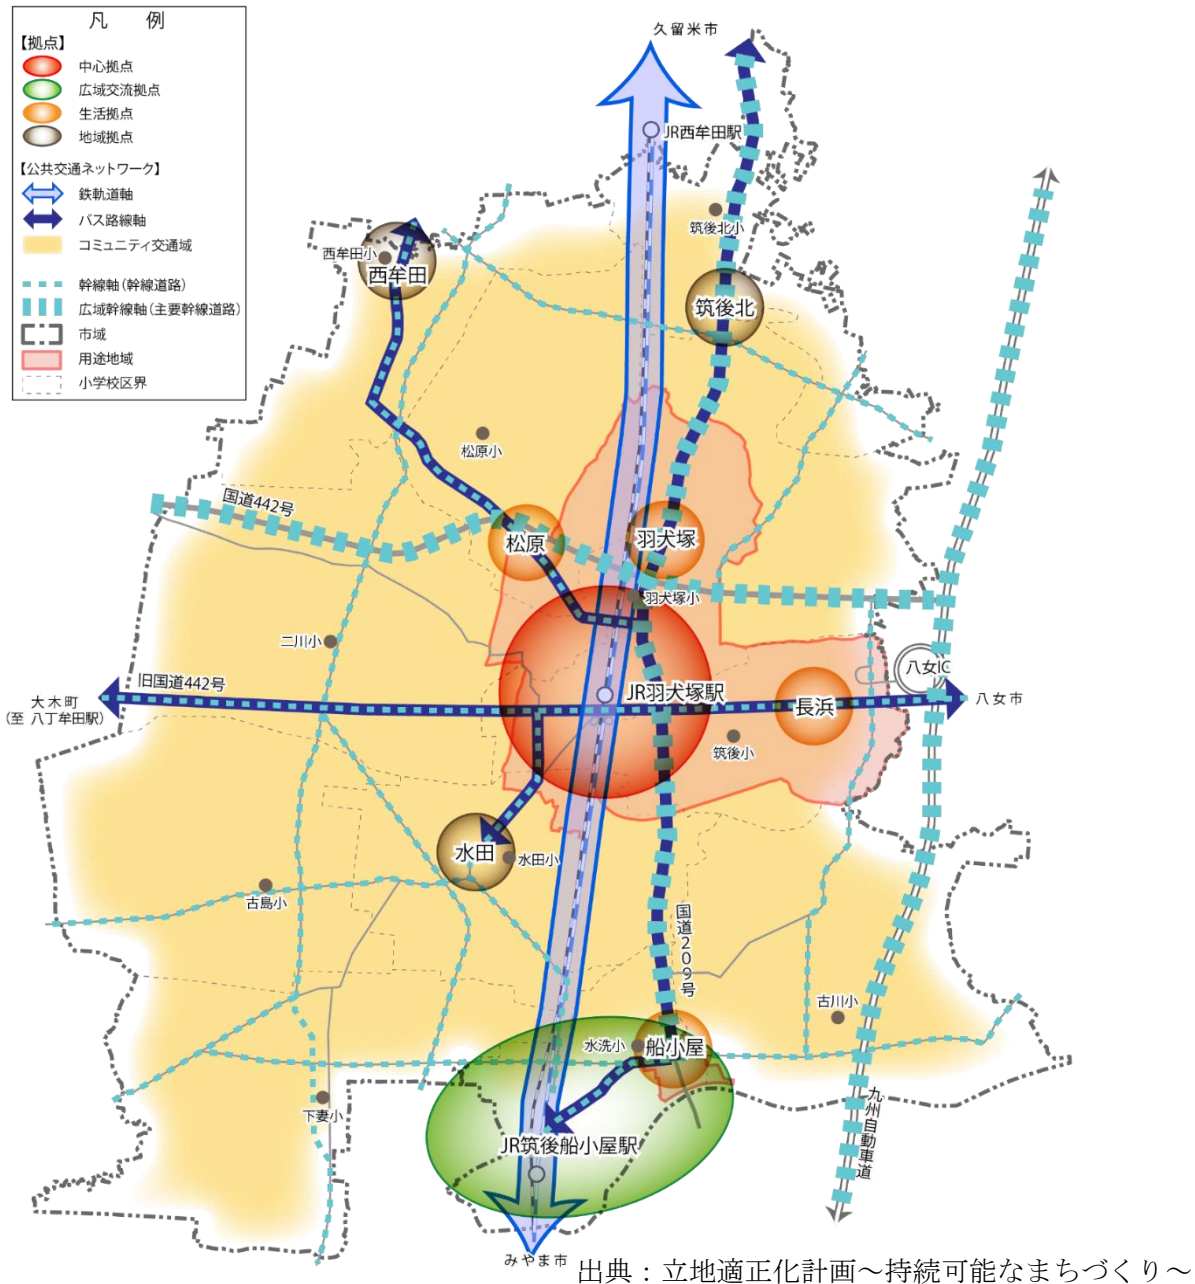 凡　例
【拠点】
中心拠点
広域交流拠点
生活拠点
地域拠点
【公共交通ネットワーク】
鉄軌道軸
バス路線軸
コミュニティ交通域
幹線軸(幹線道路)
広域幹線軸(主要幹線道路)
市域
用途地域
小学校区界
久留米市
JR西牟田駅
筑後北小
西牟田小
西牟田
筑後北
松原小
国道442号
松原
羽犬塚
羽犬塚小
二川小
八女IC
旧国道442号
JR羽犬塚駅
大木町
(至 八丁牟田駅)
長浜
八女市
筑後小
水田
水田小
古島小
国道209号
古川小
水洗小
船小屋
下妻小
九州自動車道
JR筑後船小屋駅
みやま市
出典：立地適正化計画～持続可能なまちづくり～